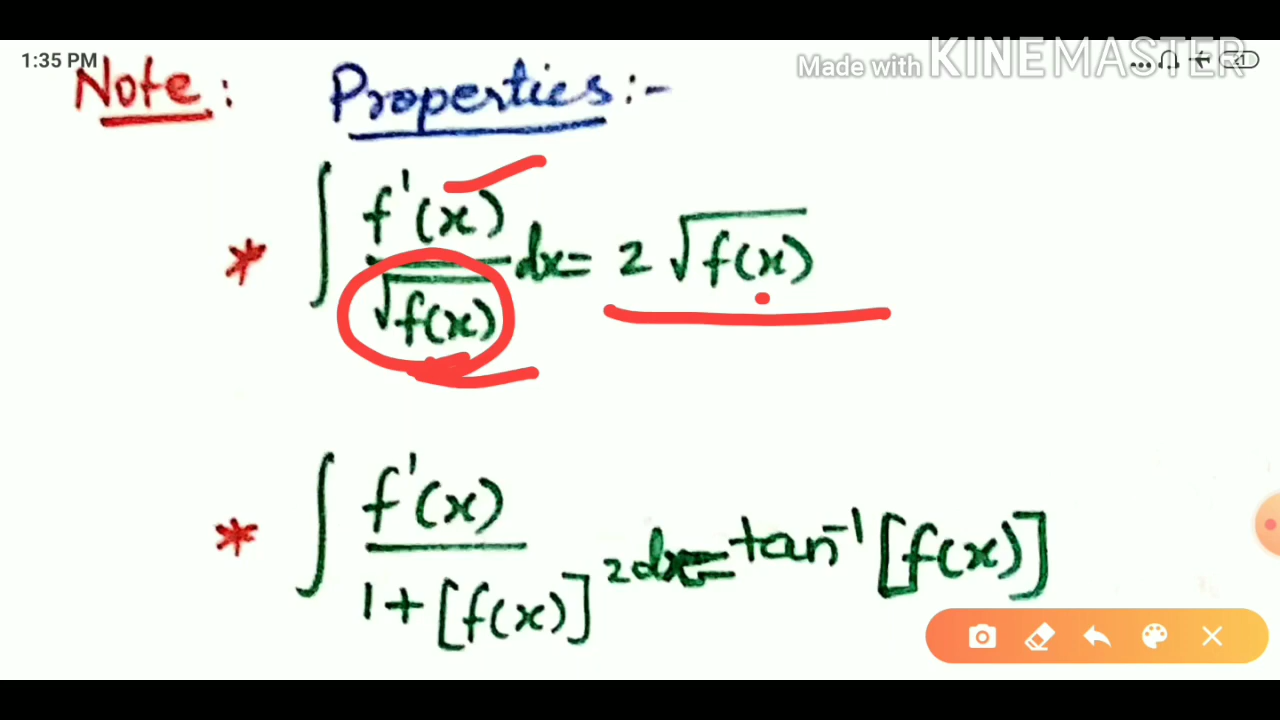 1:35 PM
Made with KINEMASTER
Note: Properties:-
* ∫ f'(x)/√f(x) dx = 2√f(x)
* ∫ f'(x)/1+[f(x)]² dx = tan⁻¹[f(x)]